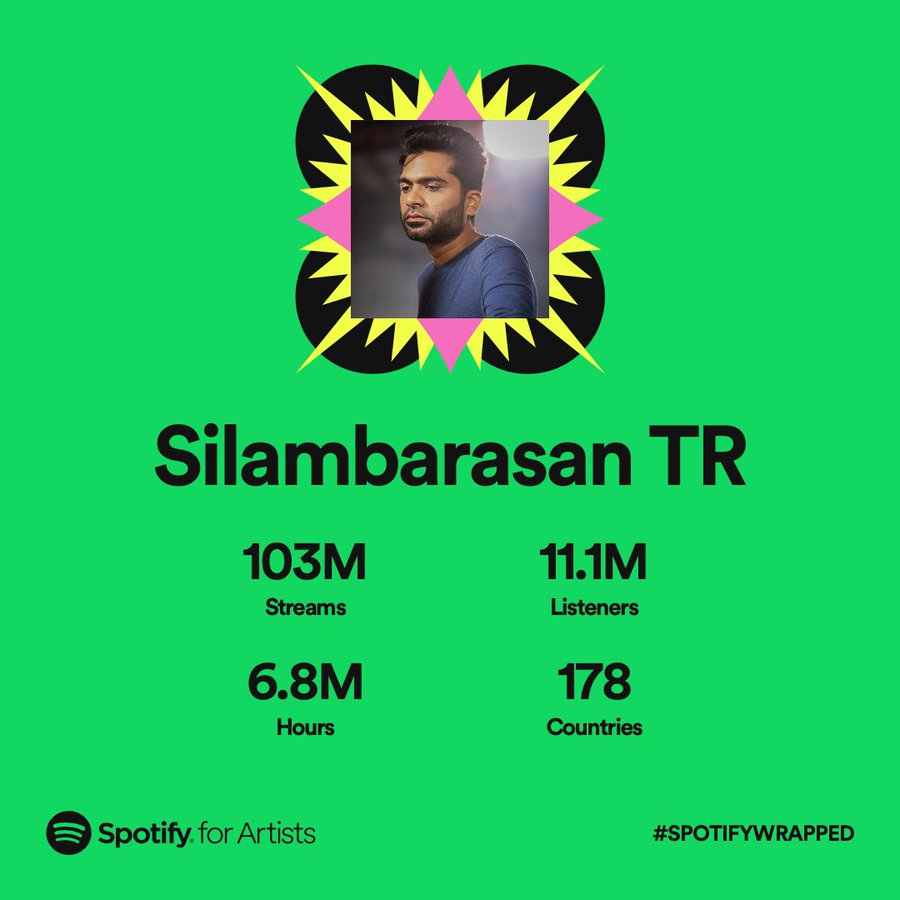 Silambarasan TR
103M
Streams
11.1M
Listeners
6.8M
Hours
178
Countries
Spotify for Artists
#SPOTIFYWRAPPED